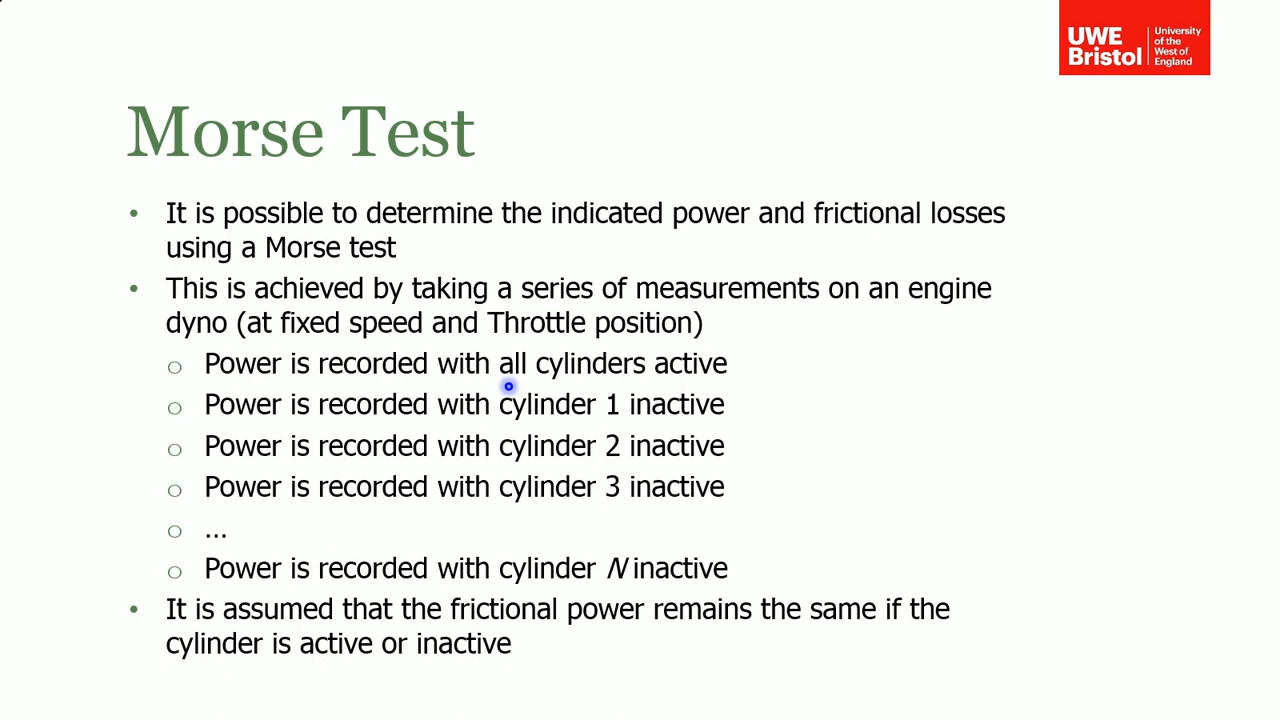 UWE
Bristol
University
of the
West of
England
Morse Test
• It is possible to determine the indicated power and frictional losses
using a Morse test
• This is achieved by taking a series of measurements on an engine
dyno (at fixed speed and Throttle position)
o Power is recorded with all cylinders active
o Power is recorded with cylinder 1 inactive
o Power is recorded with cylinder 2 inactive
o Power is recorded with cylinder 3 inactive
o ...
o Power is recorded with cylinder N inactive
• It is assumed that the frictional power remains the same if the
cylinder is active or inactive